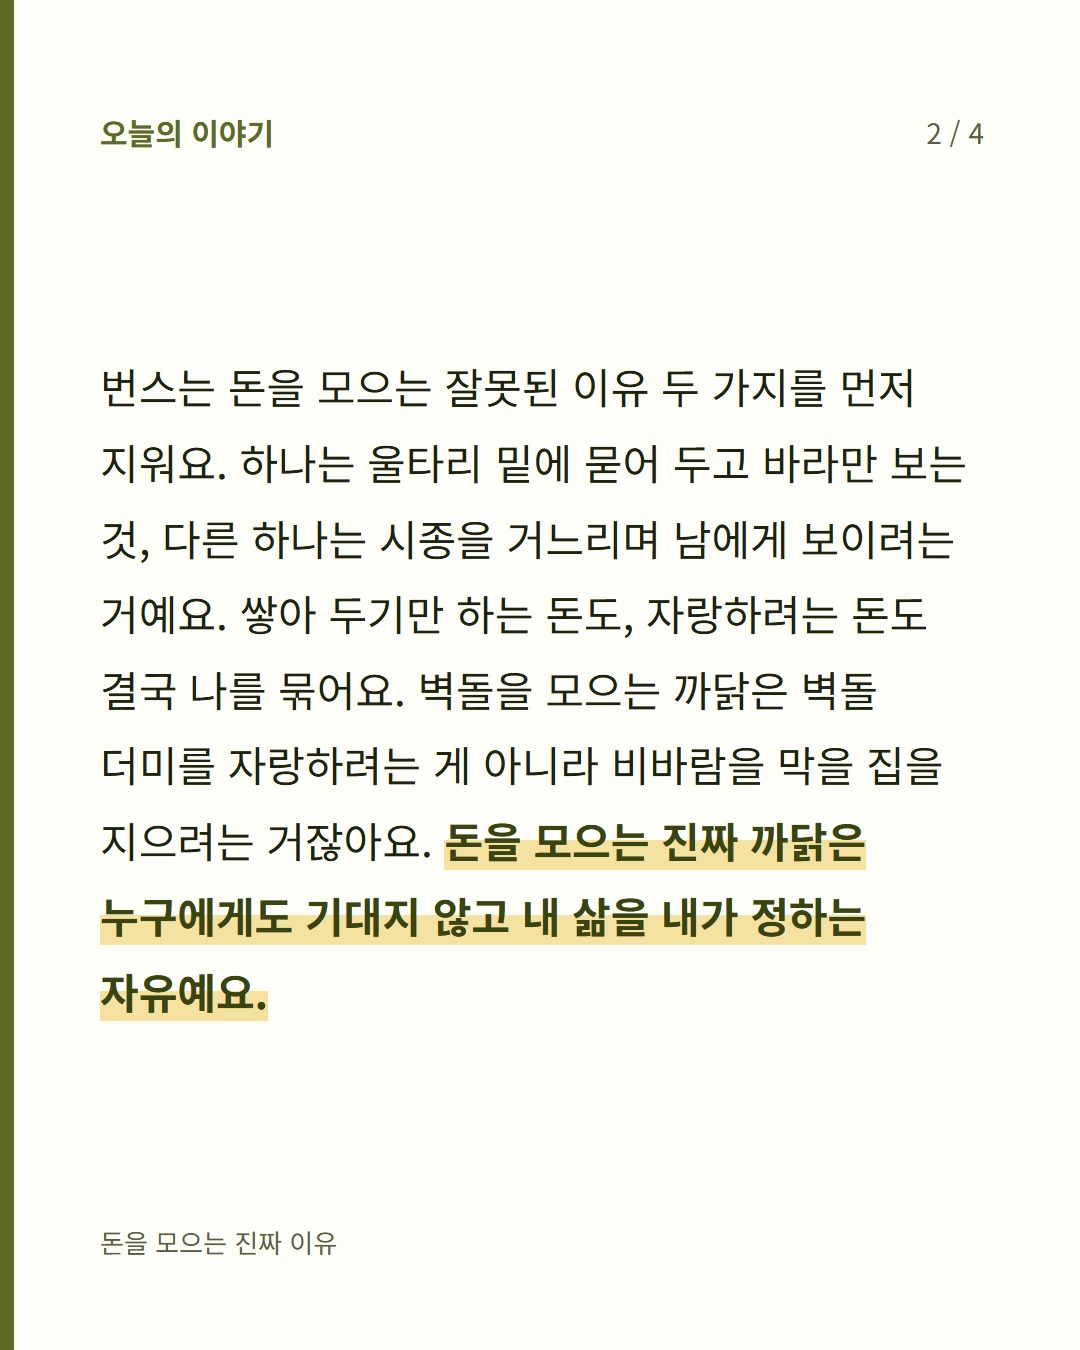 오늘의 이야기
2 / 4
번스는 돈을 모으는 잘못된 이유 두 가지를 먼저
지워요. 하나는 울타리 밑에 묻어 두고 바라만 보는
것, 다른 하나는 시종을 거느리며 남에게 보이려는
거예요. 쌓아 두기만 하는 돈도, 자랑하려는 돈도
결국 나를 묶어요. 벽돌을 모으는 까닭은 벽돌
더미를 자랑하려는 게 아니라 비바람을 막을 집을
지으려는 거잖아요. 돈을 모으는 진짜 까닭은
누구에게도 기대지 않고 내 삶을 내가 정하는
자유예요.
돈을 모으는 진짜 이유